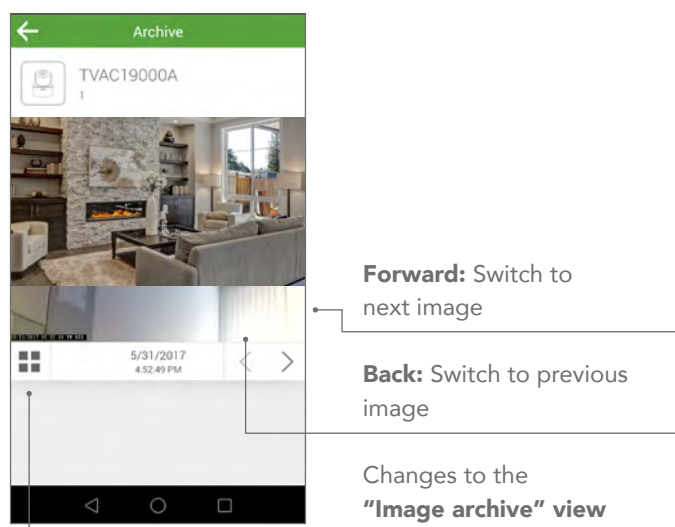 Archive
TVAC19000A
1
Forward: Switch to
next image
Back: Switch to previous
image
5/31/2017
4:52:49 PM
Changes to the
“Image archive” view